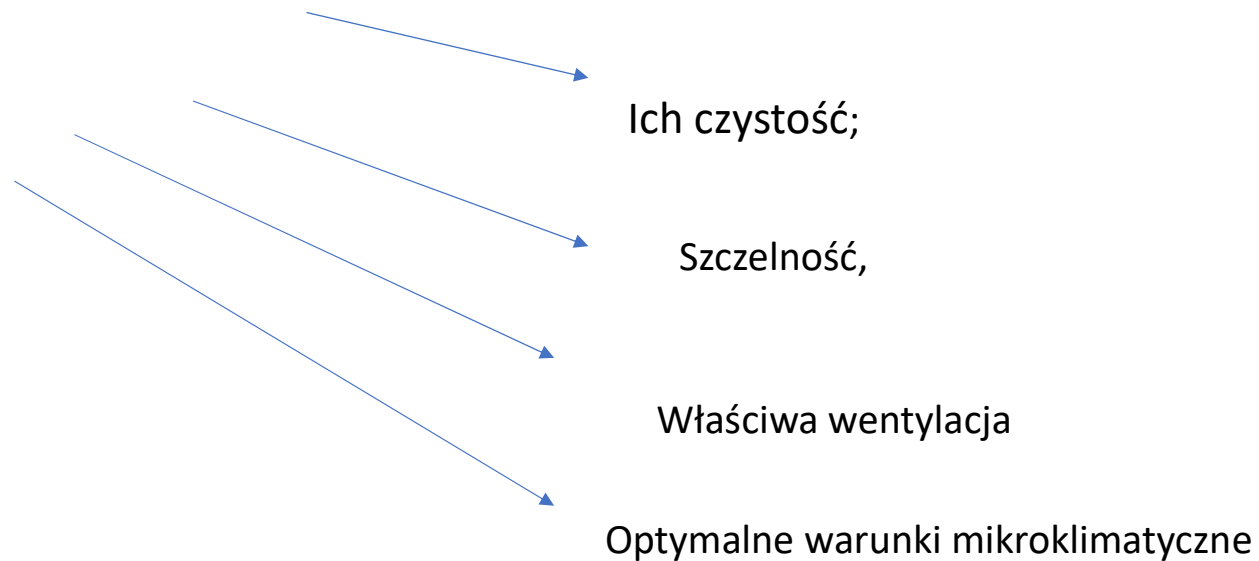 Ich czystość;
Szczelność,
Właściwa wentylacja
Optymalne warunki mikroklimatyczne